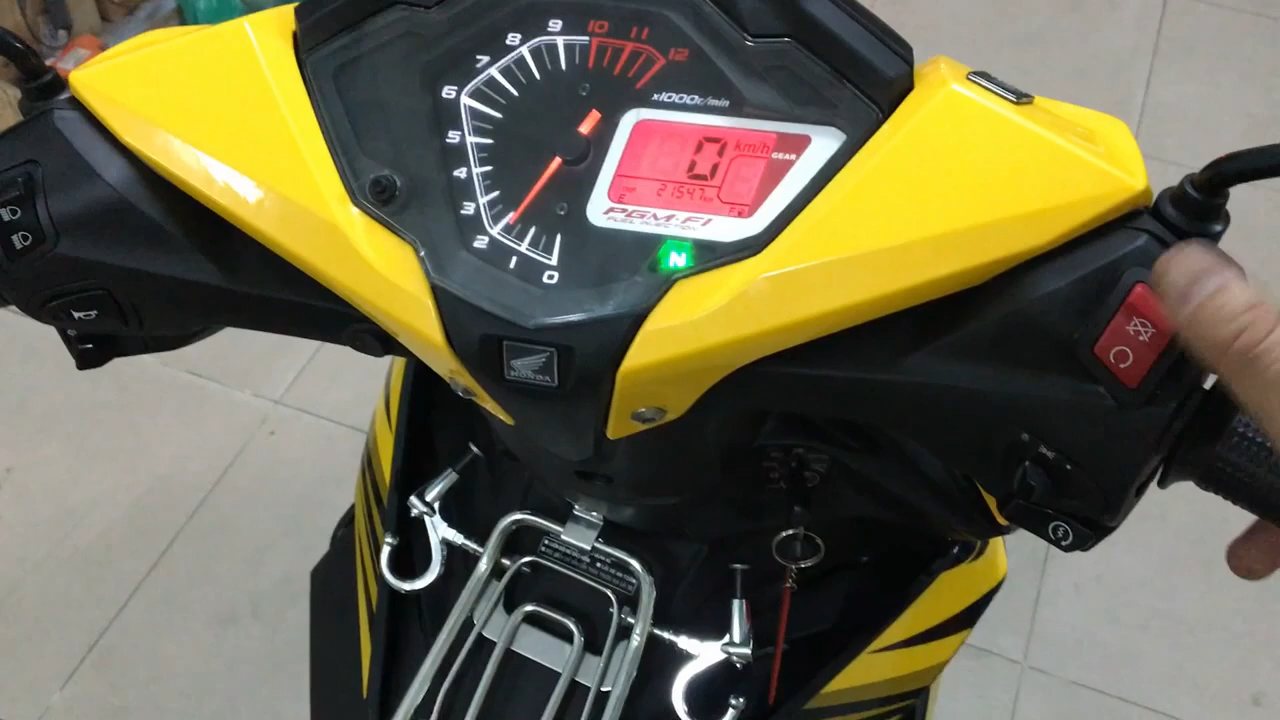 0
1
2
3
4
5
6
7
8
9
10
11
12
x1000r/min
0 km/h
GEAR
21547
E
F
PGM-FI
FUEL INJECTION
N
HONDA